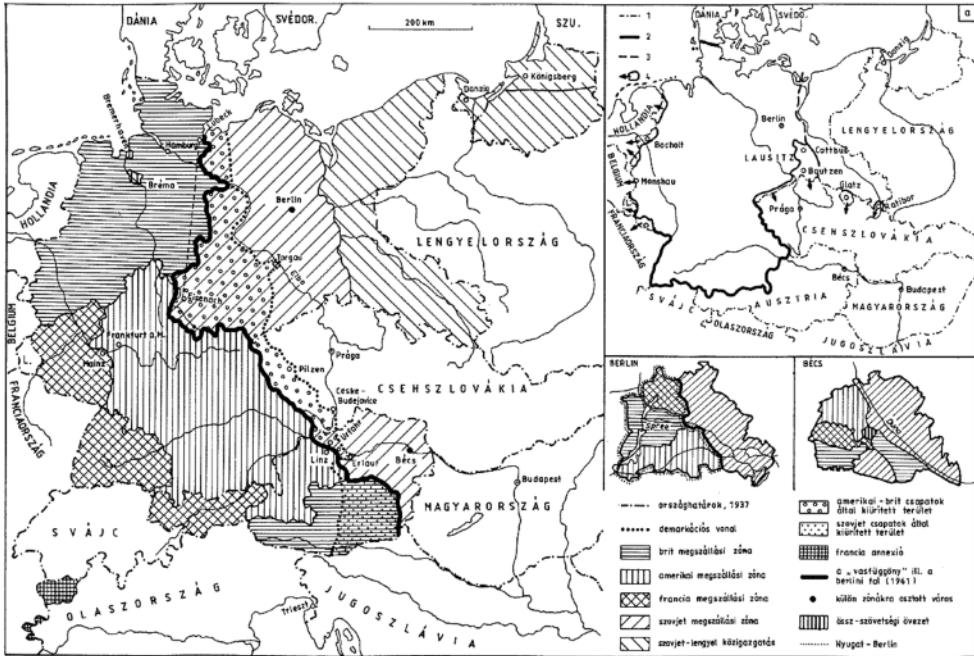 DÁNIA
SVÉDOR.
200 km
SZU.
Königsberg
Danzig
Bremerhaven
Lübeck
Hamburg
Bréma
HOLLANDIA
Berlin
LENGYELORSZÁG
Torgau
Elba
Eisenach
BELGIUM
L.
Frankfurt a.M.
Mainz
Prága
Pilzen
CSEHSZLOVÁKIA
Česke-
Budejovice
FRANCIAORSZÁG
Urfahr
Linz
Erlauf
Bécs
Budapest
MAGYARORSZÁG
SVÁJC
OLASZORSZÁG
Trieszt
JUGOSZLÁVIA
a
1
2
3
4
DÁNIA
SVÉDO.
Danzig
HOLLANDIA
Berlin
LENGYELORSZÁG
Bocholt
Cottbus
LAUSITZ
Bautzen
BELGIUM
Monshau
Glatz
Ratibor
L.
Prága
CSEHSZLOVÁKIA
FRANCIAORSZÁG
Bécs
Budapest
SVÁJC
AUSZTRIA
MAGYARORSZÁG
OLASZORSZÁG
JUGOSZLÁVIA
BERLIN
Spree
BÉCS
Duna
országhatárok, 1937
demarkációs vonal
brit megszállási zóna
amerikai megszállási zóna
francia megszállási zóna
szovjet megszállási zóna
szovjet-lengyel közigazgatás
amerikai-brit csapatok
által kiürített terület
szovjet csapatok által
kiürített terület
francia annexió
a „vasfüggöny" ill. a
berlini fal (1961)
külön zónákra osztott város
össz-szövetségi övezet
Nyugat-Berlin